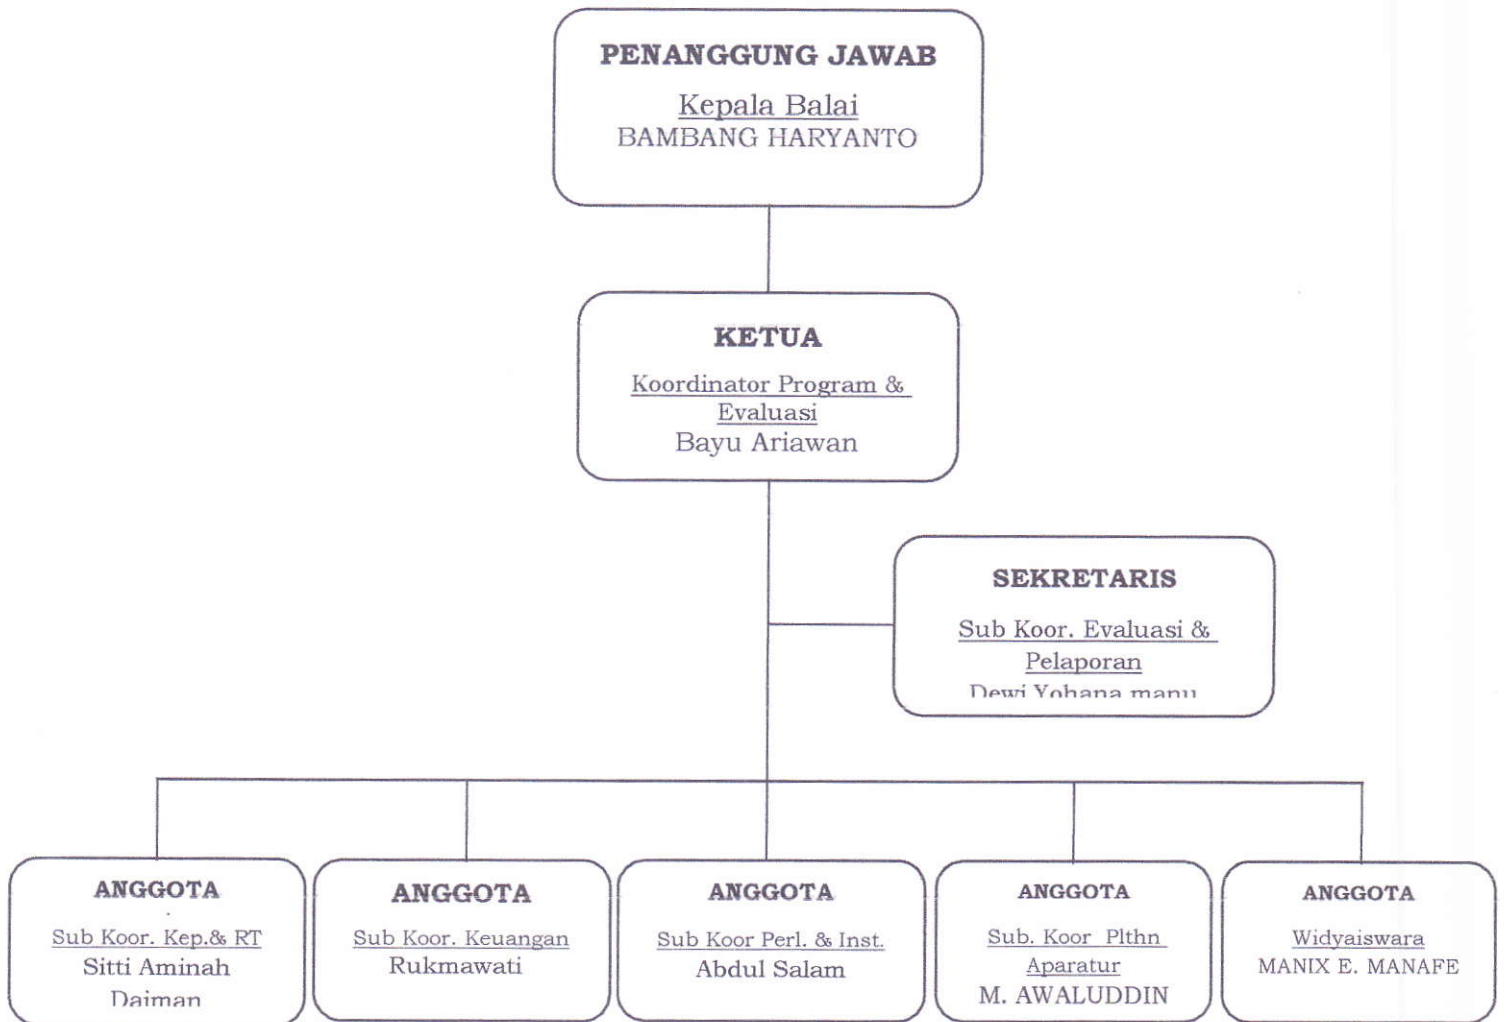 PENANGGUNG JAWAB
Kepala Balai
BAMBANG HARYANTO
KETUA
Koordinator Program &
Evaluasi
Bayu Ariawan
SEKRETARIS
Sub Koor. Evaluasi &
Pelaporan
Dewi Yohana manu
ANGGOTA
Sub Koor. Kep.& RT
Sitti Aminah
Daiman
ANGGOTA
Sub Koor. Keuangan
Rukmawati
ANGGOTA
Sub Koor Perl. & Inst.
Abdul Salam
ANGGOTA
Sub. Koor Plthn
Aparatur
M. AWALUDDIN
ANGGOTA
Widyaiswara
MANIX E. MANAFE